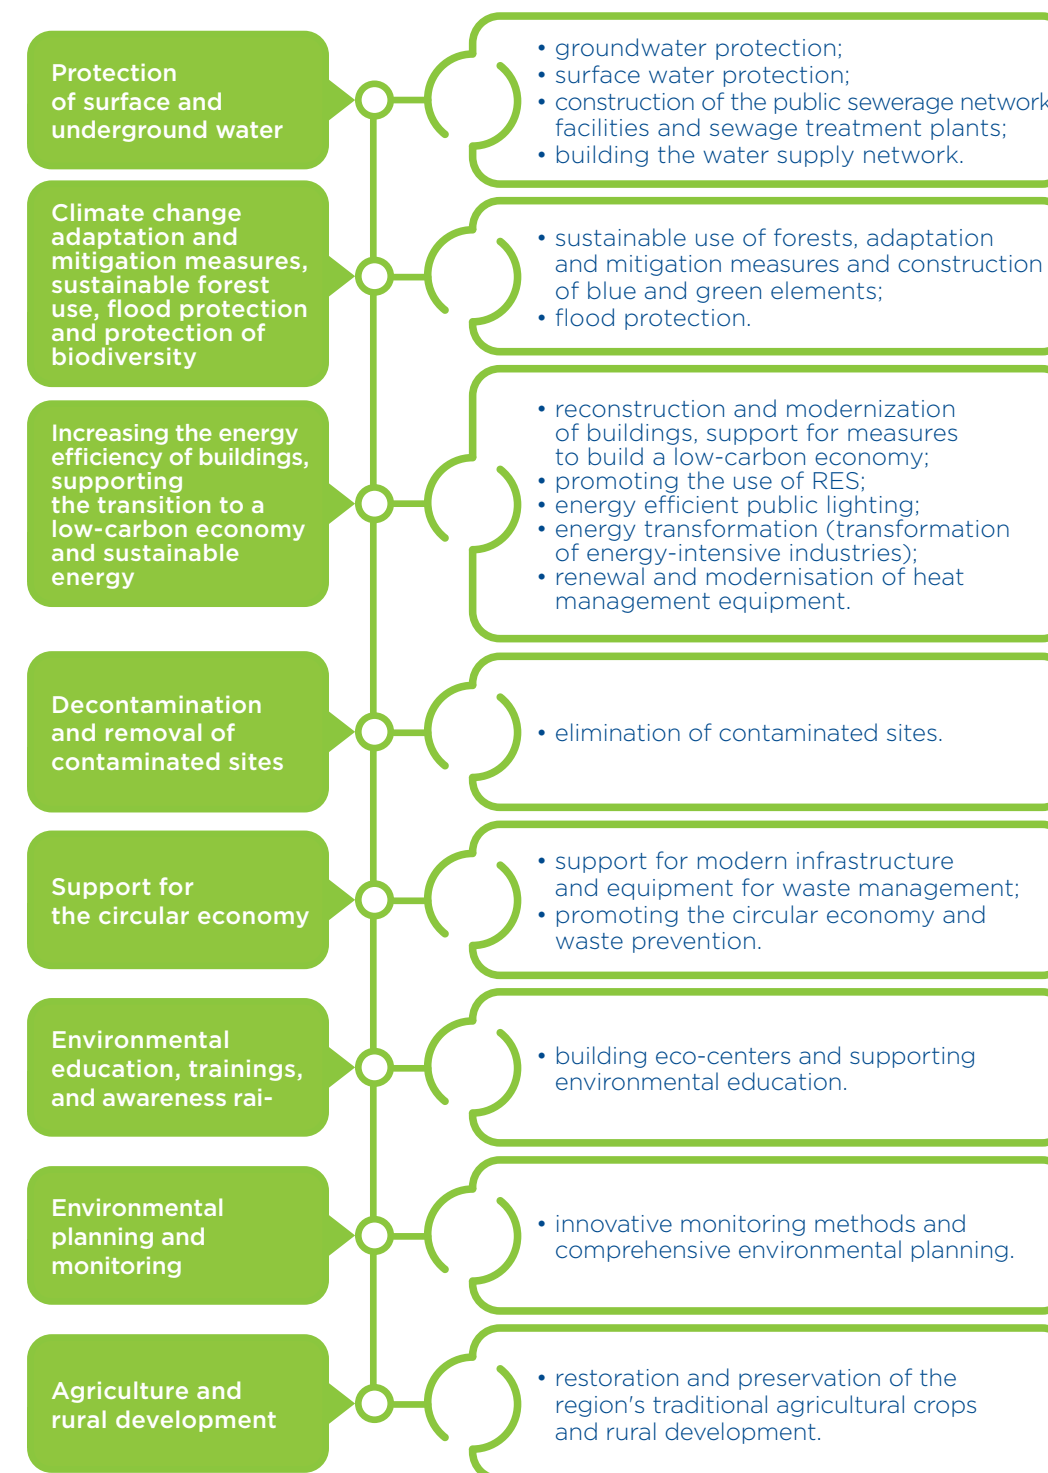 Protection
of surface and
underground water
• groundwater protection;
• surface water protection;
• construction of the public sewerage network
facilities and sewage treatment plants;
• building the water supply network.
Climate change
adaptation and
mitigation measures,
sustainable forest
use, flood protection
and protection of
biodiversity
• sustainable use of forests, adaptation
and mitigation measures and construction
of blue and green elements;
• flood protection.
Increasing the energy
efficiency of buildings,
supporting
the transition to a
low-carbon economy
and sustainable
energy
• reconstruction and modernization
of buildings, support for measures
to build a low-carbon economy;
• promoting the use of RES;
• energy efficient public lighting;
• energy transformation (transformation
of energy-intensive industries);
• renewal and modernisation of heat
management equipment.
Decontamination
and removal of
contaminated sites
• elimination of contaminated sites.
Support for
the circular economy
• support for modern infrastructure
and equipment for waste management;
• promoting the circular economy and
waste prevention.
Environmental
education, trainings,
and awareness rai-
• building eco-centers and supporting
environmental education.
Environmental
planning and
monitoring
• innovative monitoring methods and
comprehensive environmental planning.
Agriculture and
rural development
• restoration and preservation of the
region's traditional agricultural crops
and rural development.